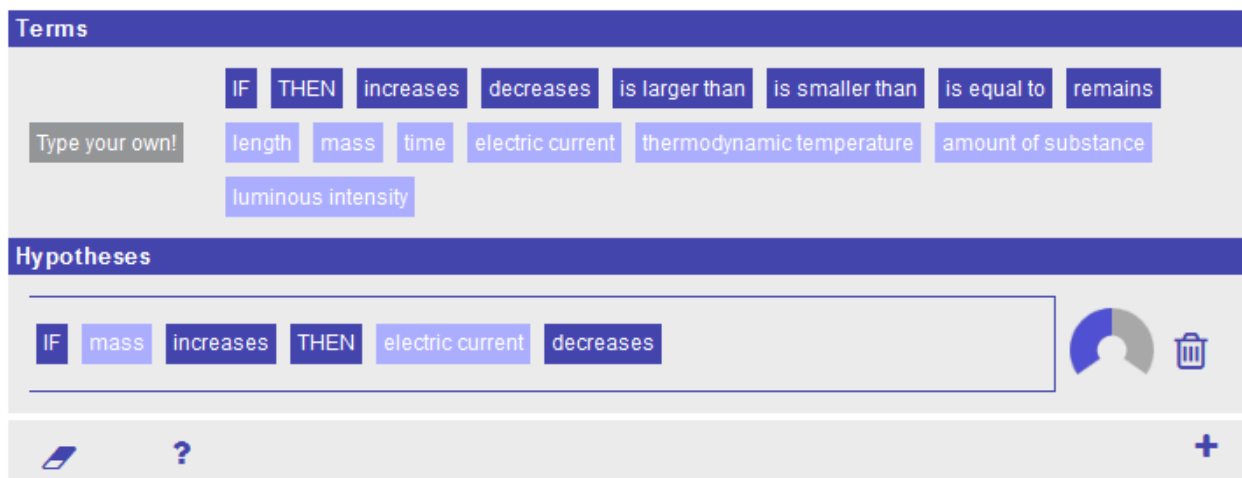 Terms
IF THEN increases decreases is larger than is smaller than is equal to remains
Type your own! length mass time electric current thermodynamic temperature amount of substance
luminous intensity
Hypotheses
IF mass increases THEN electric current decreases
?